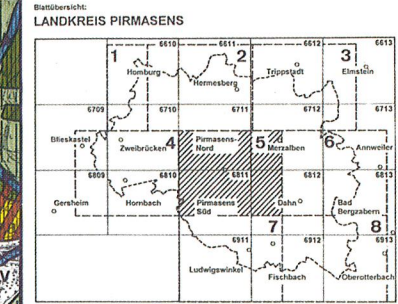 Blattübersicht:
LANDKREIS PIRMASENS
6610 6611 6612 6613
1 2 3
Homburg Hermesberg Trippstadt Elmstein
6709 6710 6711 6712 6713
Blieskastel Zweibrücken 4 Pirmasens- Nord 5 Merzalben 6 Annweiler
6809 6810 6811 6812 6813
Gersheim Hornbach Pirmasens Süd Dahn Bad Bergzabern
7 8
6911 6912 6913
Ludwigswinkel Fischbach Oberotterbach
V